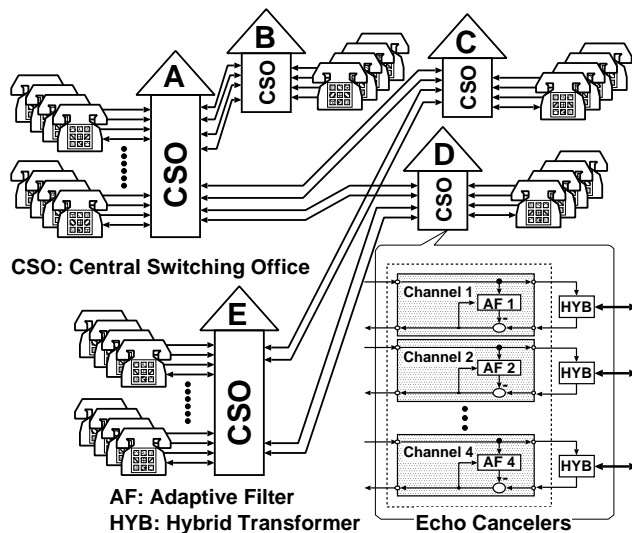 A
B
C
D
E
CSO
CSO
CSO
CSO
CSO
CSO: Central Switching Office
Channel 1
AF 1
-
HYB
Channel 2
AF 2
-
HYB
Channel 4
AF 4
-
HYB
AF: Adaptive Filter
HYB: Hybrid Transformer
Echo Cancelers